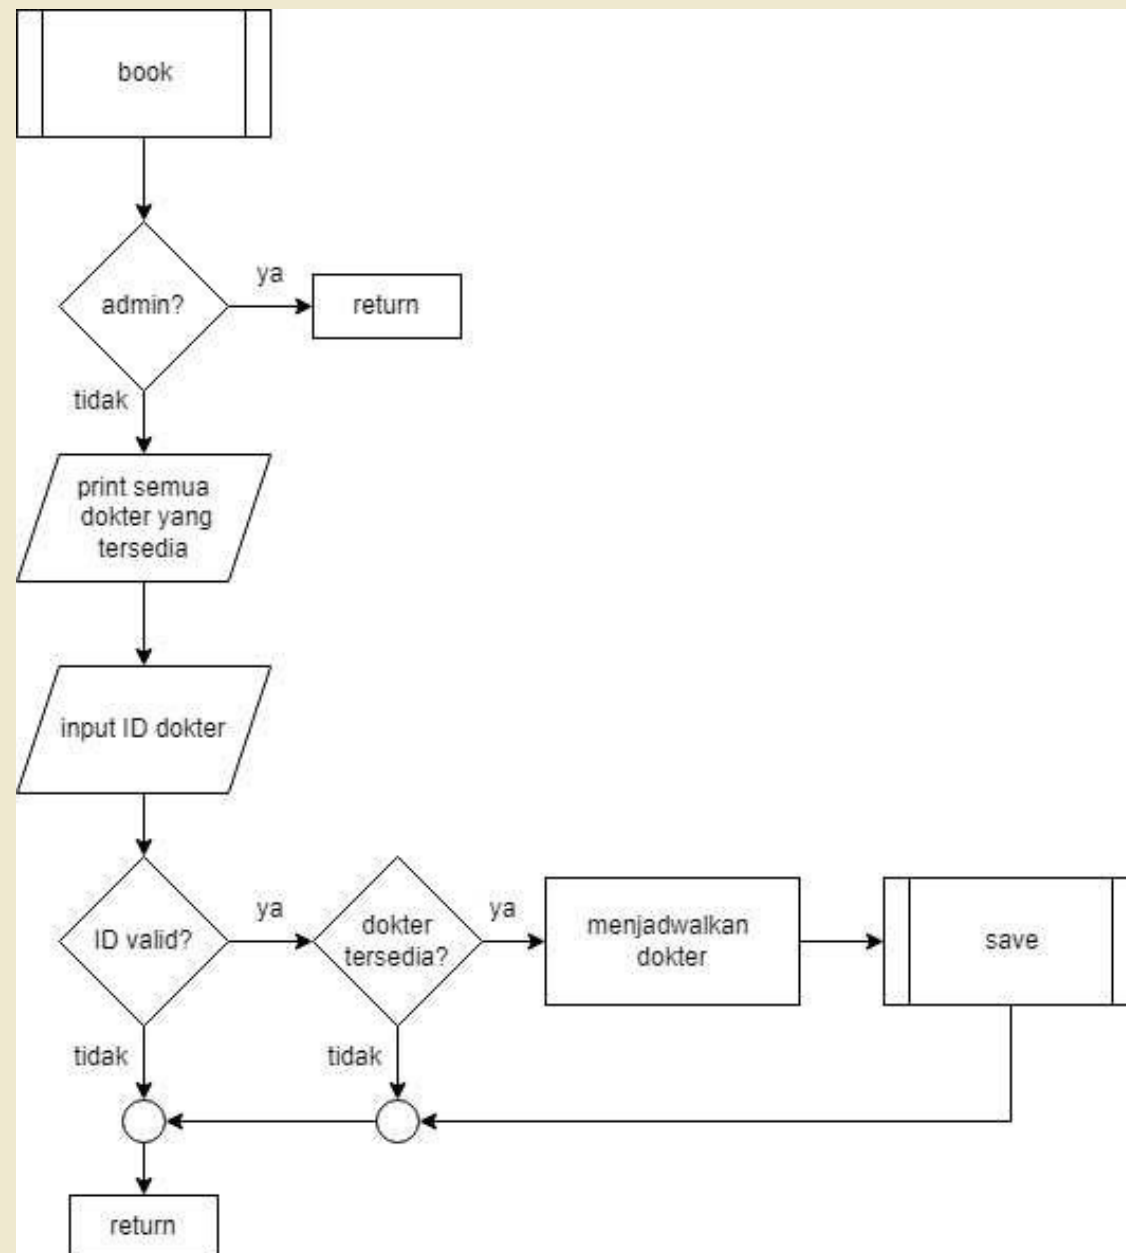 book
admin?
ya
return
tidak
print semua
dokter yang
tersedia
input ID dokter
ID valid?
ya
dokter
tersedia?
ya
menjadwalkan
dokter
save
tidak
tidak
return